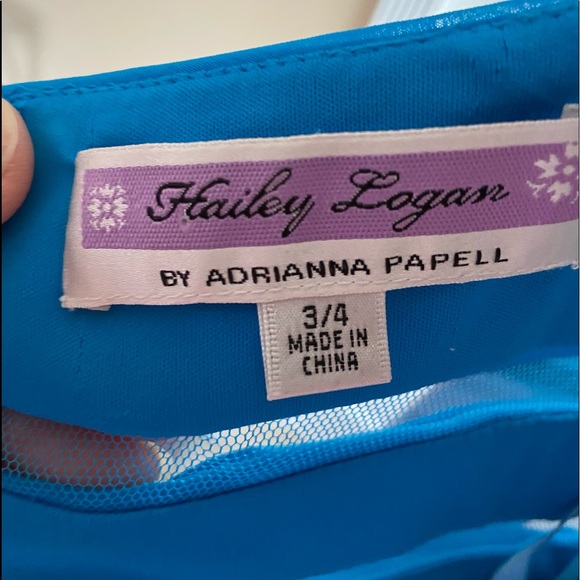 Hailey Logan
BY ADRIANNA PAPELL
3/4
MADE IN
CHINA